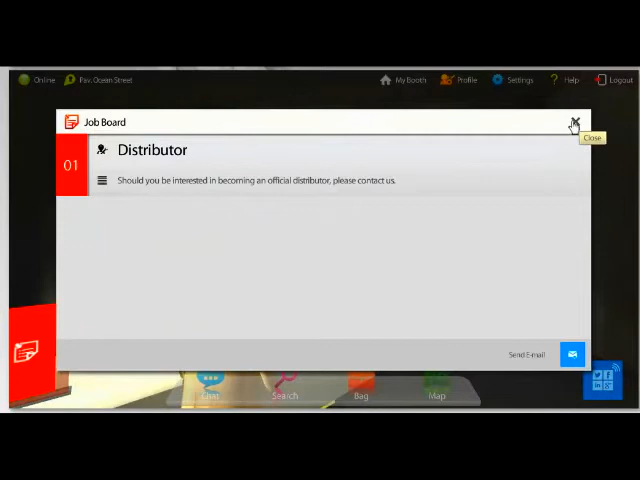 Online Pav. Ocean Street My Booth Profile Settings ? Help Logout
Job Board
Close
01 Distributor
Should you be interested in becoming an official distributor, please contact us.
Send E-mail
Chat Search Bag Map